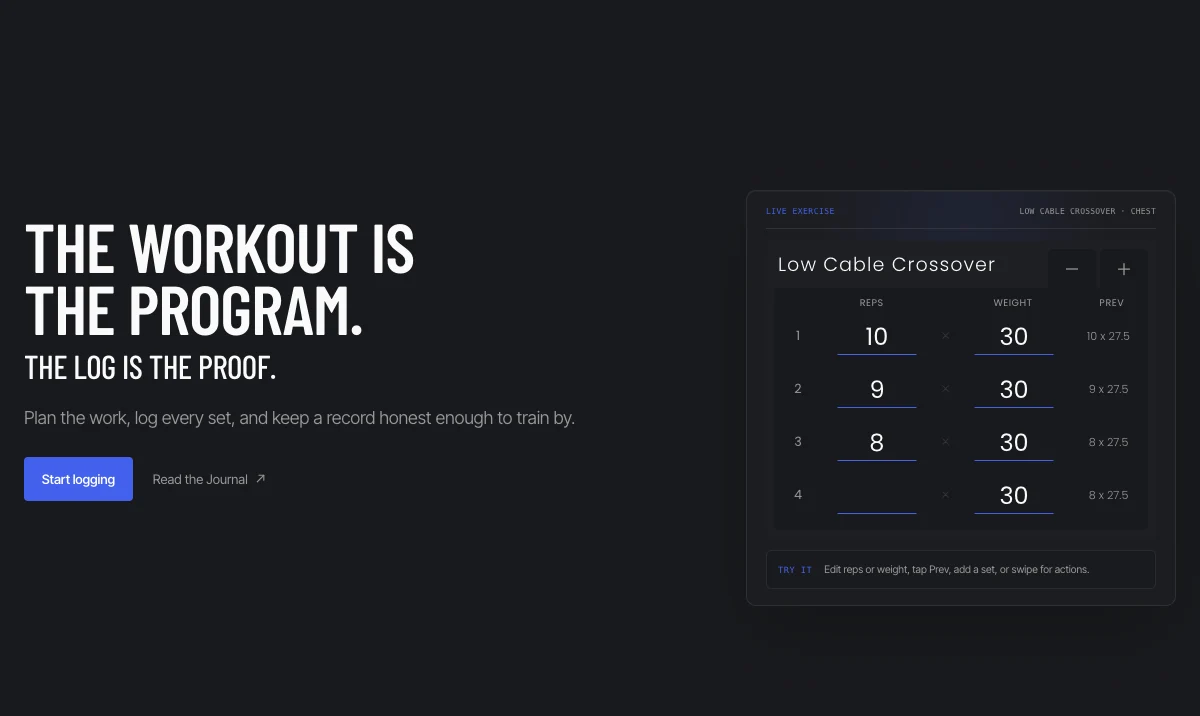 THE WORKOUT IS
THE PROGRAM.
THE LOG IS THE PROOF.
Plan the work, log every set, and keep a record honest enough to train by.
Start logging
Read the Journal ↗
LIVE EXERCISE
LOW CABLE CROSSOVER · CHEST
Low Cable Crossover
− +
REPS WEIGHT PREV
1 10 × 30 10 x 27.5
2 9 × 30 9 x 27.5
3 8 × 30 8 x 27.5
4 × 30 8 x 27.5
TRY IT Edit reps or weight, tap Prev, add a set, or swipe for actions.